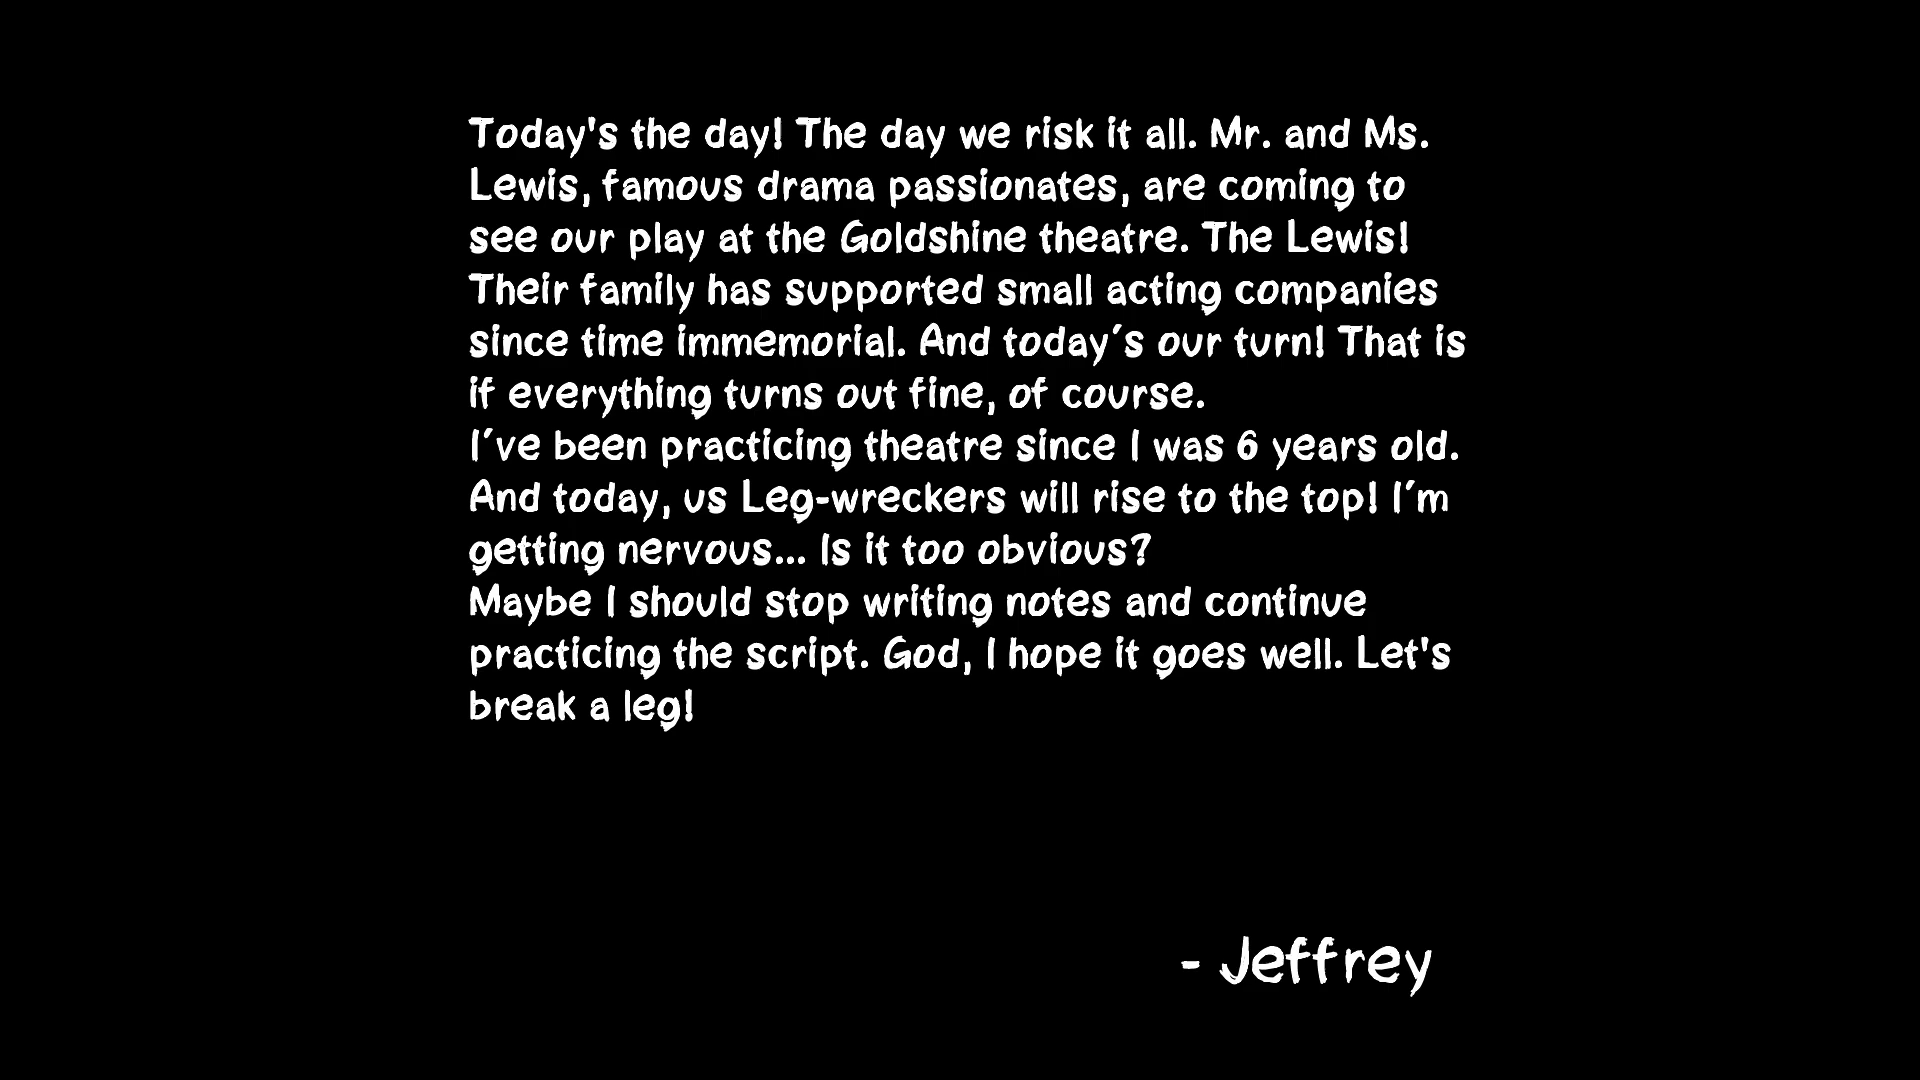 Today's the day! The day we risk it all. Mr. and Ms.
Lewis, famous drama passionates, are coming to
see our play at the Goldshine theatre. The Lewis!
Their family has supported small acting companies
since time immemorial. And today´s our turn! That is
if everything turns out fine, of course.
I´ve been practicing theatre since I was 6 years old.
And today, us Leg-wreckers will rise to the top! I´m
getting nervous... Is it too obvious?
Maybe I should stop writing notes and continue
practicing the script. God, I hope it goes well. Let's
break a leg!
- Jeffrey